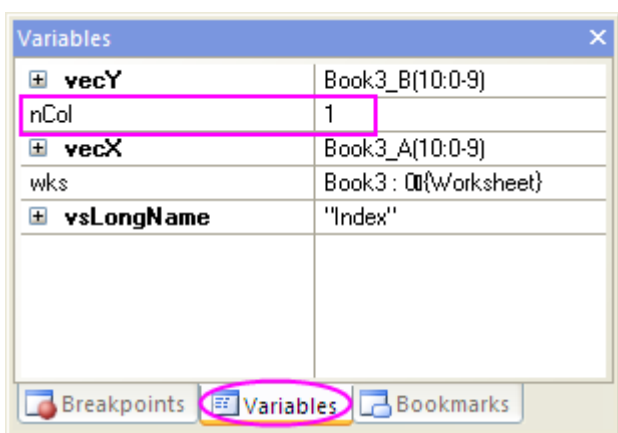 Variables
vecY Book3_B(10:0-9)
nCol 1
vecX Book3_A(10:0-9)
wks Book3 : {Worksheet}
vsLongName "Index"
Breakpoints Variables Bookmarks